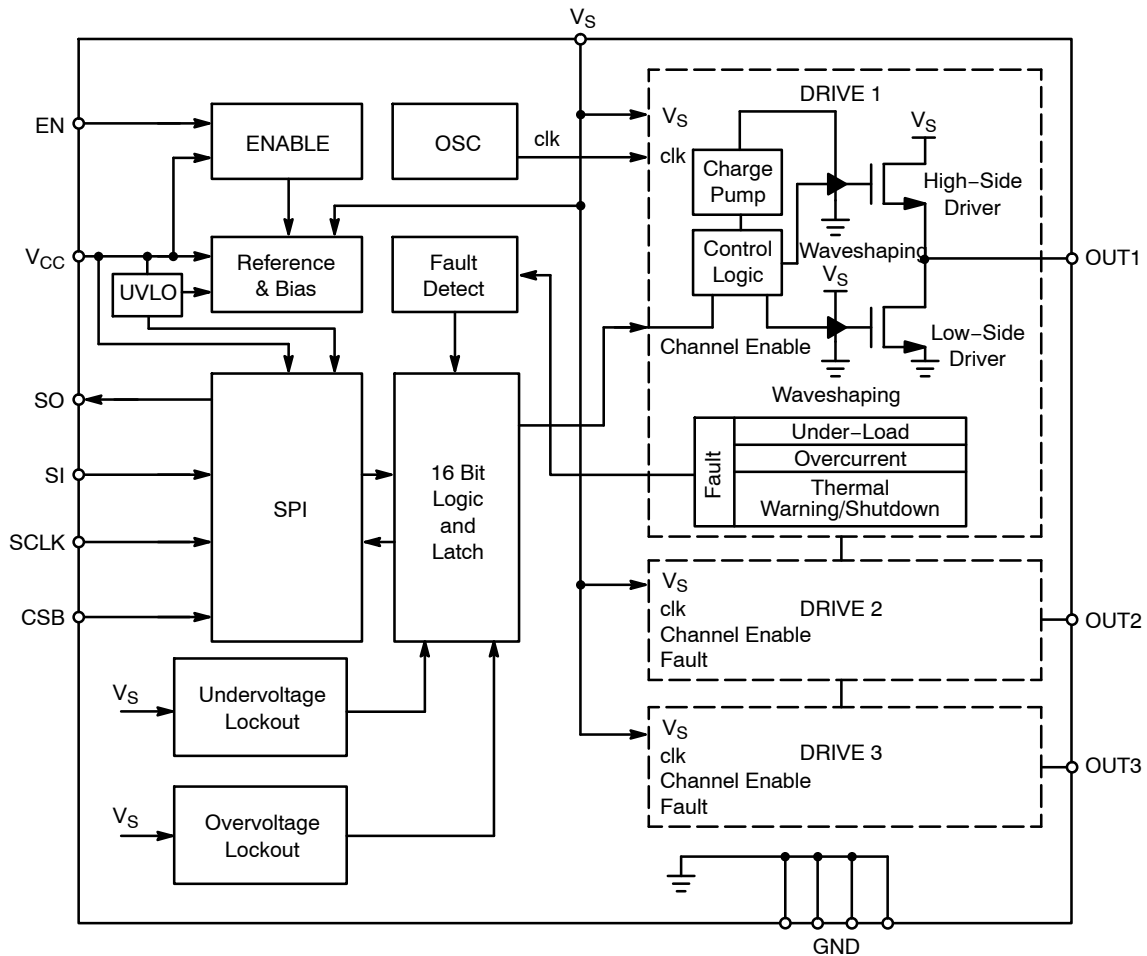 VS
EN
ENABLE
OSC
clk
VCC
UVLO
Reference
& Bias
Fault
Detect
SO
SI
SCLK
CSB
SPI
16 Bit
Logic
and
Latch
VS
Undervoltage
Lockout
VS
Overvoltage
Lockout
DRIVE 1
VS
clk
Charge
Pump
Control
Logic
VS
High−Side
Driver
Waveshaping
VS
Channel Enable
Low−Side
Driver
Waveshaping
Fault
Under−Load
Overcurrent
Thermal
Warning/Shutdown
OUT1
VS
DRIVE 2
clk
Channel Enable
Fault
OUT2
VS
DRIVE 3
clk
Channel Enable
Fault
OUT3
GND